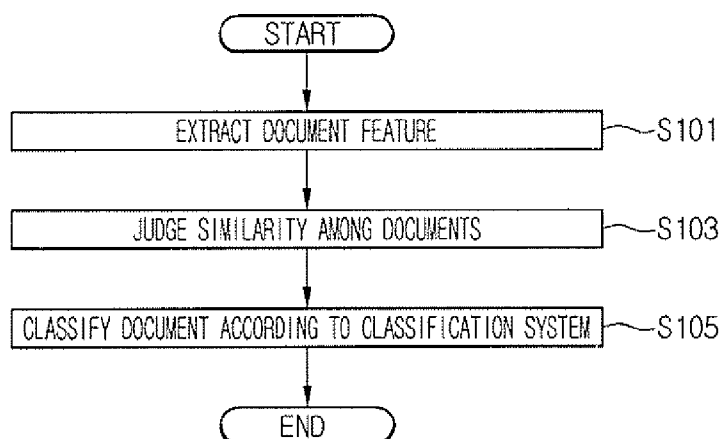 START
EXTRACT DOCUMENT FEATURE
S101
JUDGE SIMILARITY AMONG DOCUMENTS
S103
CLASSIFY DOCUMENT ACCORDING TO CLASSIFICATION SYSTEM
S105
END